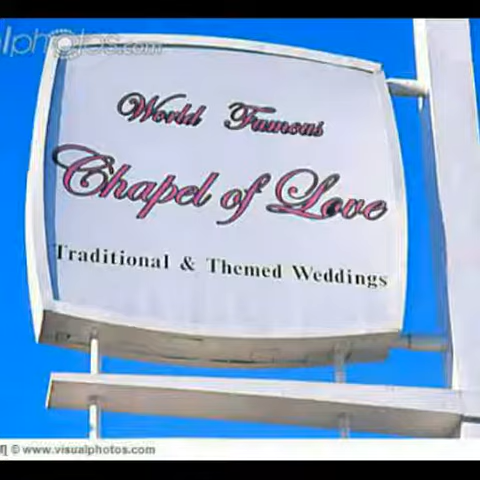 World Famous
Chapel of Love
Traditional & Themed Weddings
© www.visualphotos.com